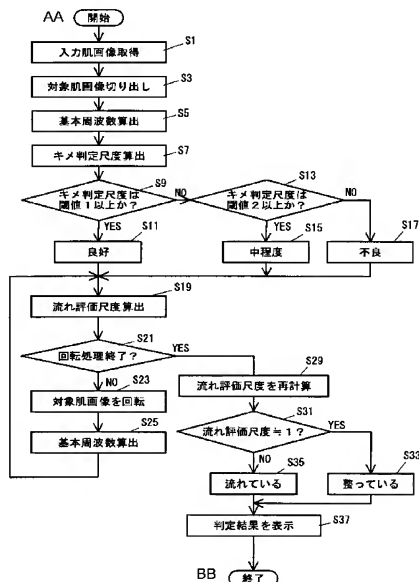 AA 開始
S1
入力肌画像取得
S3
対象肌画像切り出し
S5
基本周波数算出
S7
キメ判定尺度算出
S9
キメ判定尺度は
閾値1以上か?
NO
YES
S13
キメ判定尺度は
閾値2以上か?
NO
YES
S11
良好
S15
中程度
S17
不良
S19
流れ評価尺度算出
S21
回転処理終了?
YES
NO
S23
対象肌画像を回転
S25
基本周波数算出
S29
流れ評価尺度を再計算
S31
流れ評価尺度≒1?
YES
NO
S35
流れている
S33
整っている
S37
判定結果を表示
BB 終了